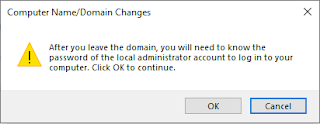 Computer Name/Domain Changes
After you leave the domain, you will need to know the
password of the local administrator account to log in to your
computer. Click OK to continue.
OK
Cancel